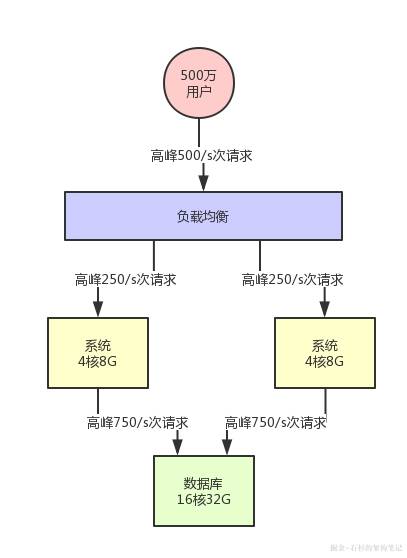 500万
用户
高峰500/s次请求
负载均衡
高峰250/s次请求
高峰250/s次请求
系统
4核8G
系统
4核8G
高峰750/s次请求
高峰750/s次请求
数据库
16核32G
掘金-石杉的架构笔记